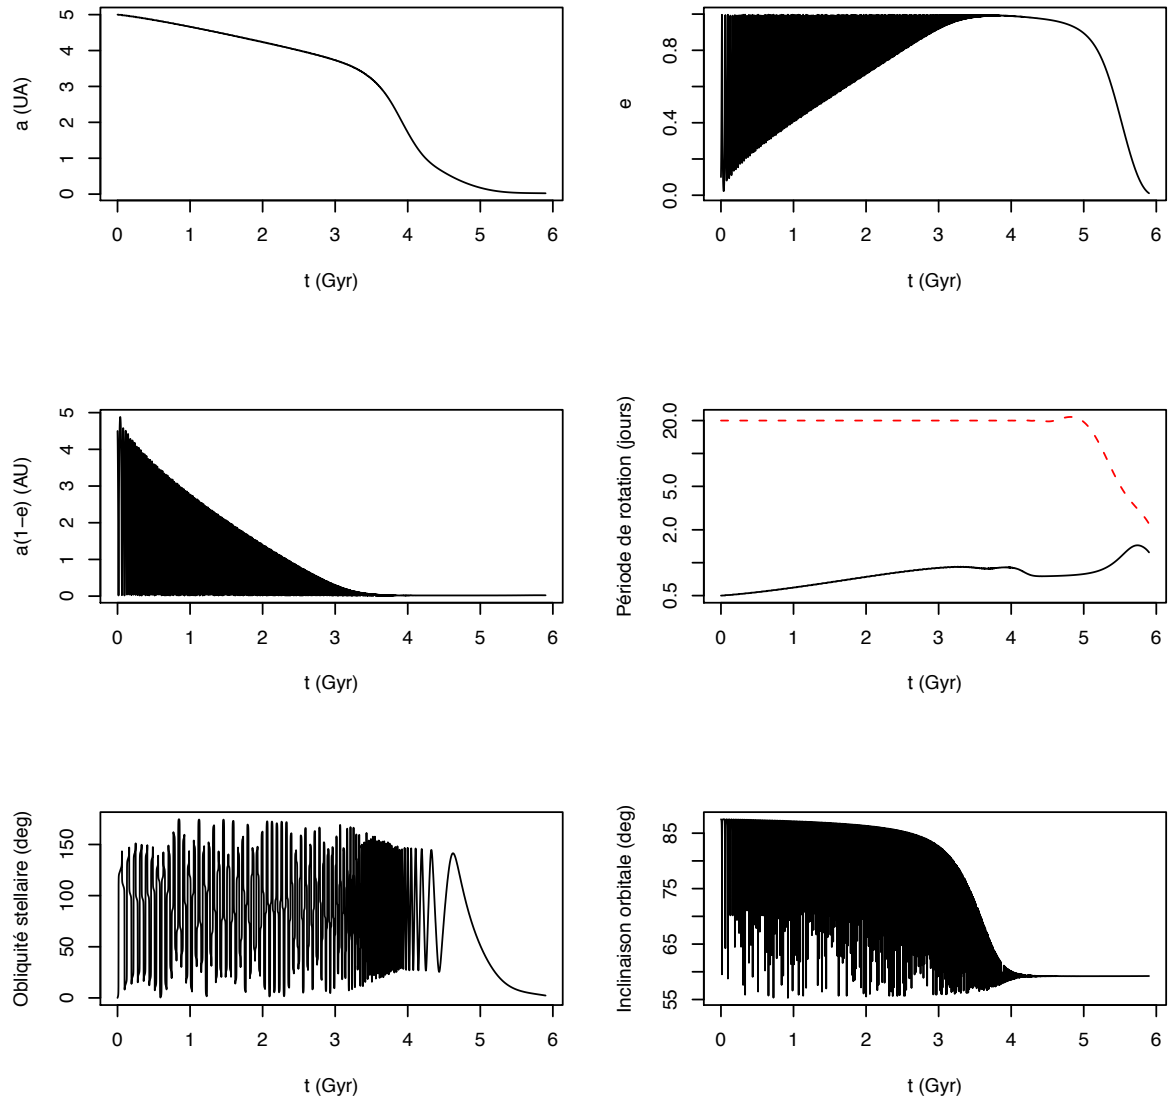 a (UA)
0 1 2 3 4 5
0 1 2 3 4 5 6
t (Gyr)
e
0.0 0.4 0.8
0 1 2 3 4 5 6
t (Gyr)
a(1−e) (AU)
0 1 2 3 4 5
0 1 2 3 4 5 6
t (Gyr)
Période de rotation (jours)
0.5 2.0 5.0 20.0
0 1 2 3 4 5 6
t (Gyr)
Obliquité stellaire (deg)
0 50 100 150
0 1 2 3 4 5 6
t (Gyr)
Inclinaison orbitale (deg)
55 65 75 85
0 1 2 3 4 5 6
t (Gyr)